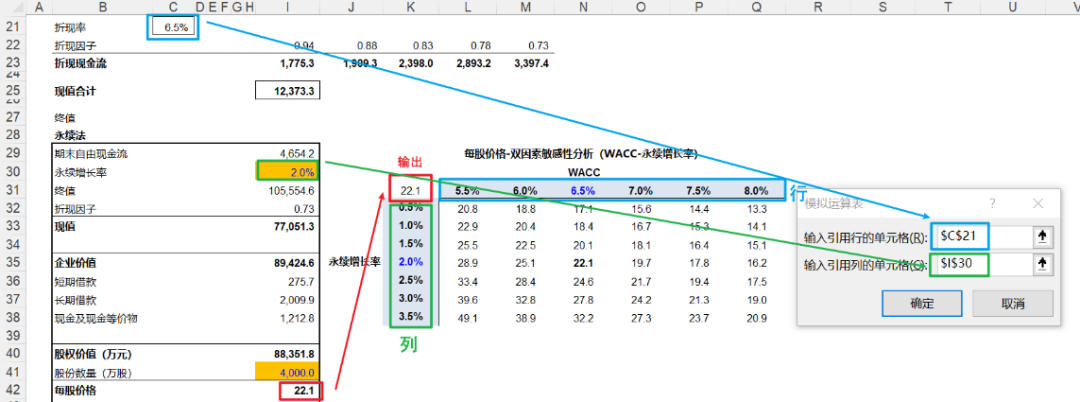 A B C D E F G H I J K L M N O P Q R S T U V
21 折现率 6.5%
22 折现因子 0.94 0.88 0.83 0.78 0.73
23 折现现金流 1,775.3 1,909.3 2,398.0 2,893.2 3,397.4
24
25 现值合计 12,373.3
27 终值
28 永续法
29 期末自由现金流 4,654.2 输出 每股价格-双因素敏感性分析（WACC-永续增长率）
30 永续增长率 2.0% WACC
31 终值 105,554.6 22.1 5.5% 6.0% 6.5% 7.0% 7.5% 8.0% 行
32 折现因子 0.73 0.5% 20.8 18.8 17.1 15.6 14.4 13.3
33 现值 77,051.3 1.0% 22.9 20.4 18.4 16.7 15.3 14.1
34 1.5% 25.5 22.5 20.1 18.1 16.4 15.1
35 企业价值 89,424.6 永续增长率 2.0% 28.9 25.1 22.1 19.7 17.8 16.2
36 短期借款 275.7 2.5% 33.4 28.4 24.6 21.7 19.4 17.5
37 长期借款 2,009.9 3.0% 39.6 32.8 27.8 24.2 21.3 19.0
38 现金及现金等价物 1,212.8 3.5% 49.1 38.9 32.2 27.3 23.7 20.9
39 列
40 股权价值（万元） 88,351.8
41 股份数量（万股） 4,000.0
42 每股价格 22.1
模拟运算表 ? ×
输入引用行的单元格(R): $C$21
输入引用列的单元格(C): $I$30
确定 取消